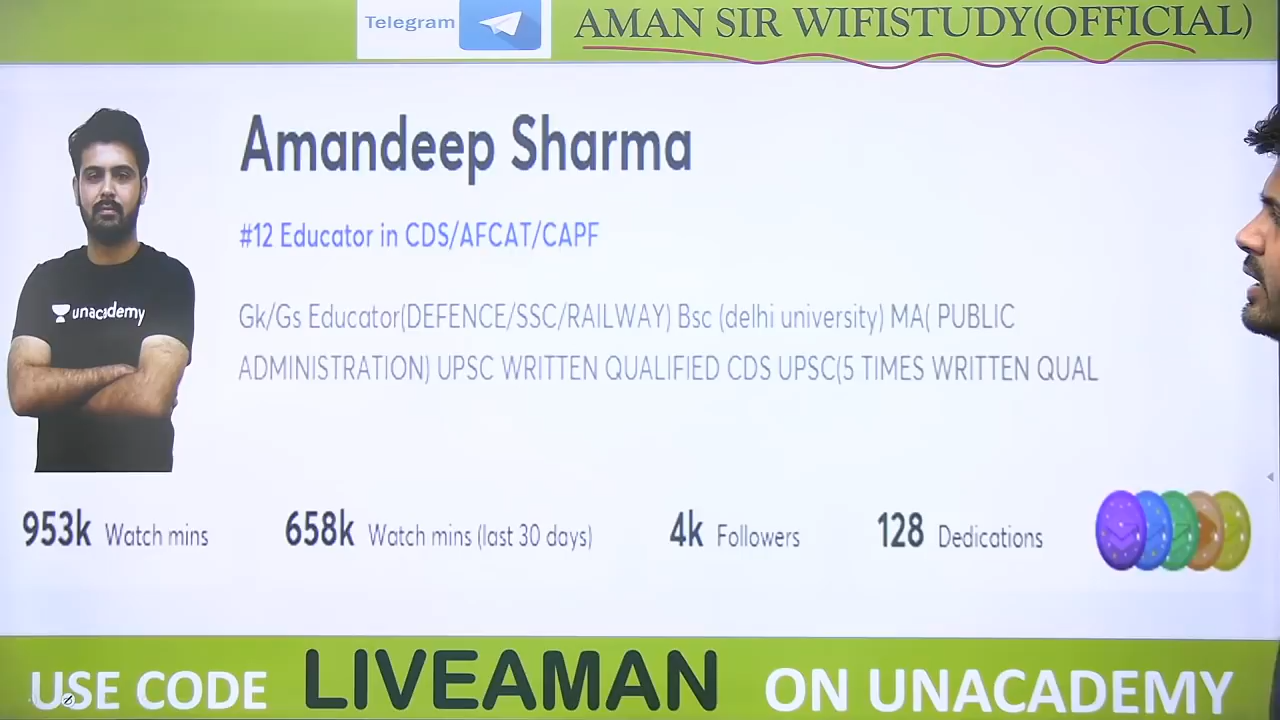 Telegram
AMAN SIR WIFISTUDY(OFFICIAL)
Amandeep Sharma
#12 Educator in CDS/AFCAT/CAPF
unacademy
Gk/Gs Educator(DEFENCE/SSC/RAILWAY) Bsc (delhi university) MA( PUBLIC
ADMINISTRATION) UPSC WRITTEN QUALIFIED CDS UPSC(5 TIMES WRITTEN QUAL
953k Watch mins
658k Watch mins (last 30 days)
4k Followers
128 Dedications
USE CODE LIVEAMAN ON UNACADEMY